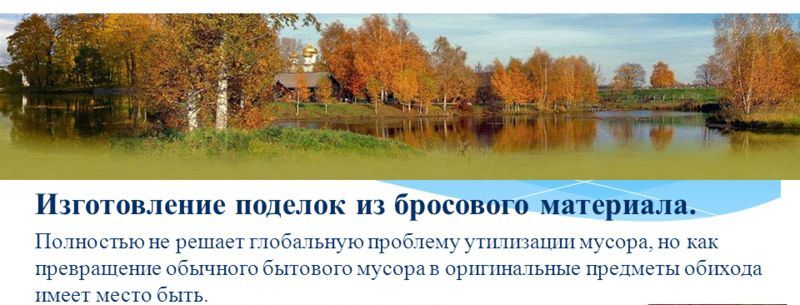 Изготовление поделок из бросового материала.
Полностью не решает глобальную проблему утилизации мусора, но как
превращение обычного бытового мусора в оригинальные предметы обихода
имеет место быть.